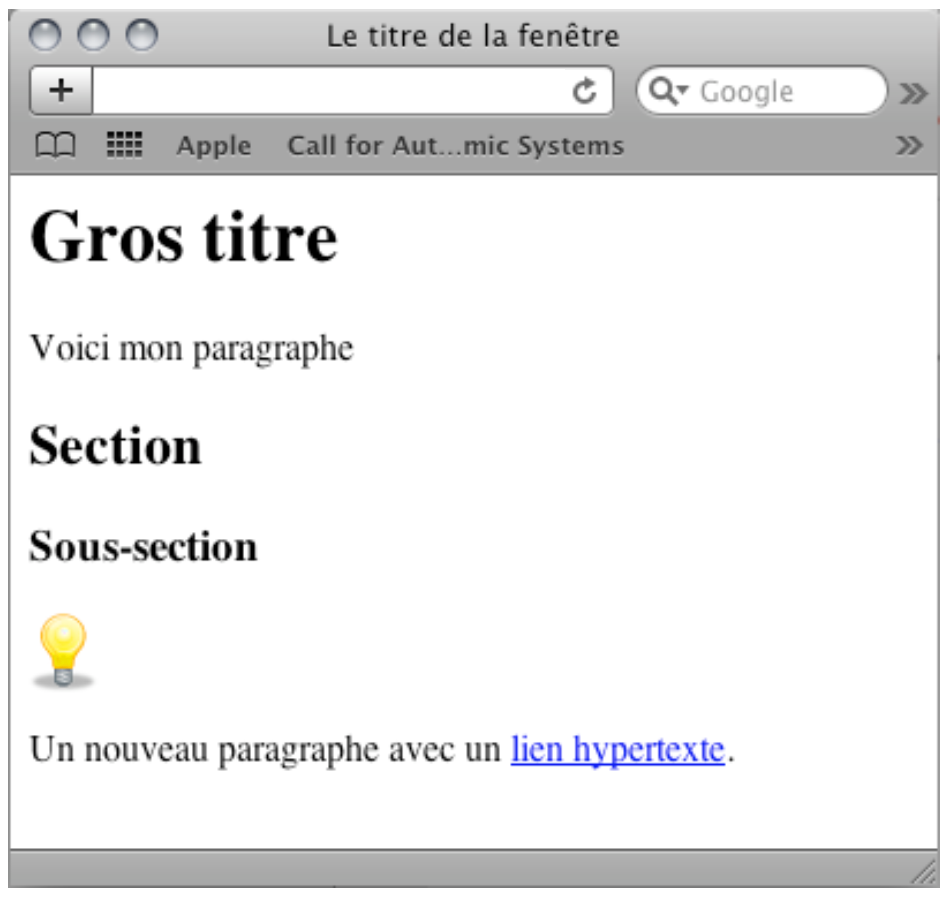 Le titre de la fenêtre
+ Google »
Apple Call for Aut...mic Systems »
Gros titre
Voici mon paragraphe
Section
Sous-section
Un nouveau paragraphe avec un lien hypertexte.